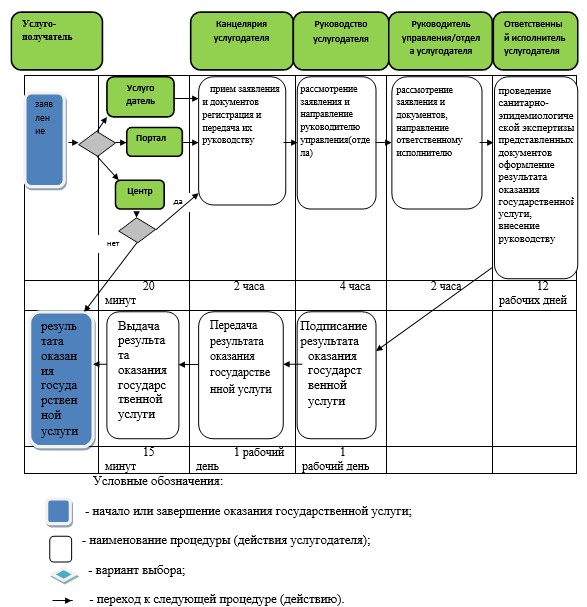 Услуго-
получатель
Канцелярия
услугодателя
Руководство
услугодателя
Руководитель
управления/отдел
а услугодателя
Ответственны
й исполнитель
услугодателя
заяв
лен
ие
Услуго
датель
Портал
Центр
да
нет
прием заявления
и документов
регистрация и
передача их
руководству
рассмотрение
заявления и
направление
руководителю
управления(отде
ла)
рассмотрение
заявления и
документов,
направление
ответственному
исполнителю
проведение
санитарно-
эпидемиологиче
ской экспертизы
представленных
документов
оформление
результата
оказания
государственной
услуги,
внесение
руководству
20
минут
2 часа
4 часа
2 часа
12
рабочих дней
резуль
тата
оказан
ия
госуда
рствен
ной
услуги
Выдача
результа
та
оказания
государс
твенной
услуги
Передача
результата
оказания
государстве
нной услуги
Подписание
результата
оказания
государст
венной
услуги
15
минут
1 рабочий
день
1
рабочий день
Условные обозначения:
- начало или завершение оказания государственной услуги;
- наименование процедуры (действия услугодателя);
- вариант выбора;
- переход к следующей процедуре (действию).